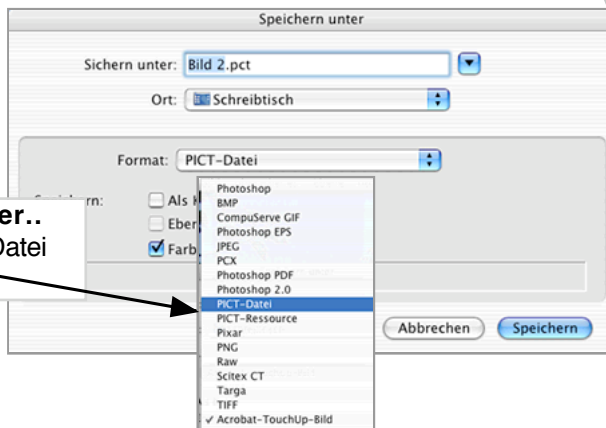 Speichern unter
Sichern unter: Bild 2.pct
Ort: Schreibtisch
Format: PICT-Datei
Als
Farb
er..
Datei
Photoshop
BMP
CompuServe GIF
Photoshop EPS
JPEG
PCX
Photoshop PDF
Photoshop 2.0
PICT-Datei
PICT-Ressource
Pixar
PNG
Raw
Scitex CT
Targa
TIFF
✓ Acrobat-TouchUp-Bild
Abbrechen Speichern